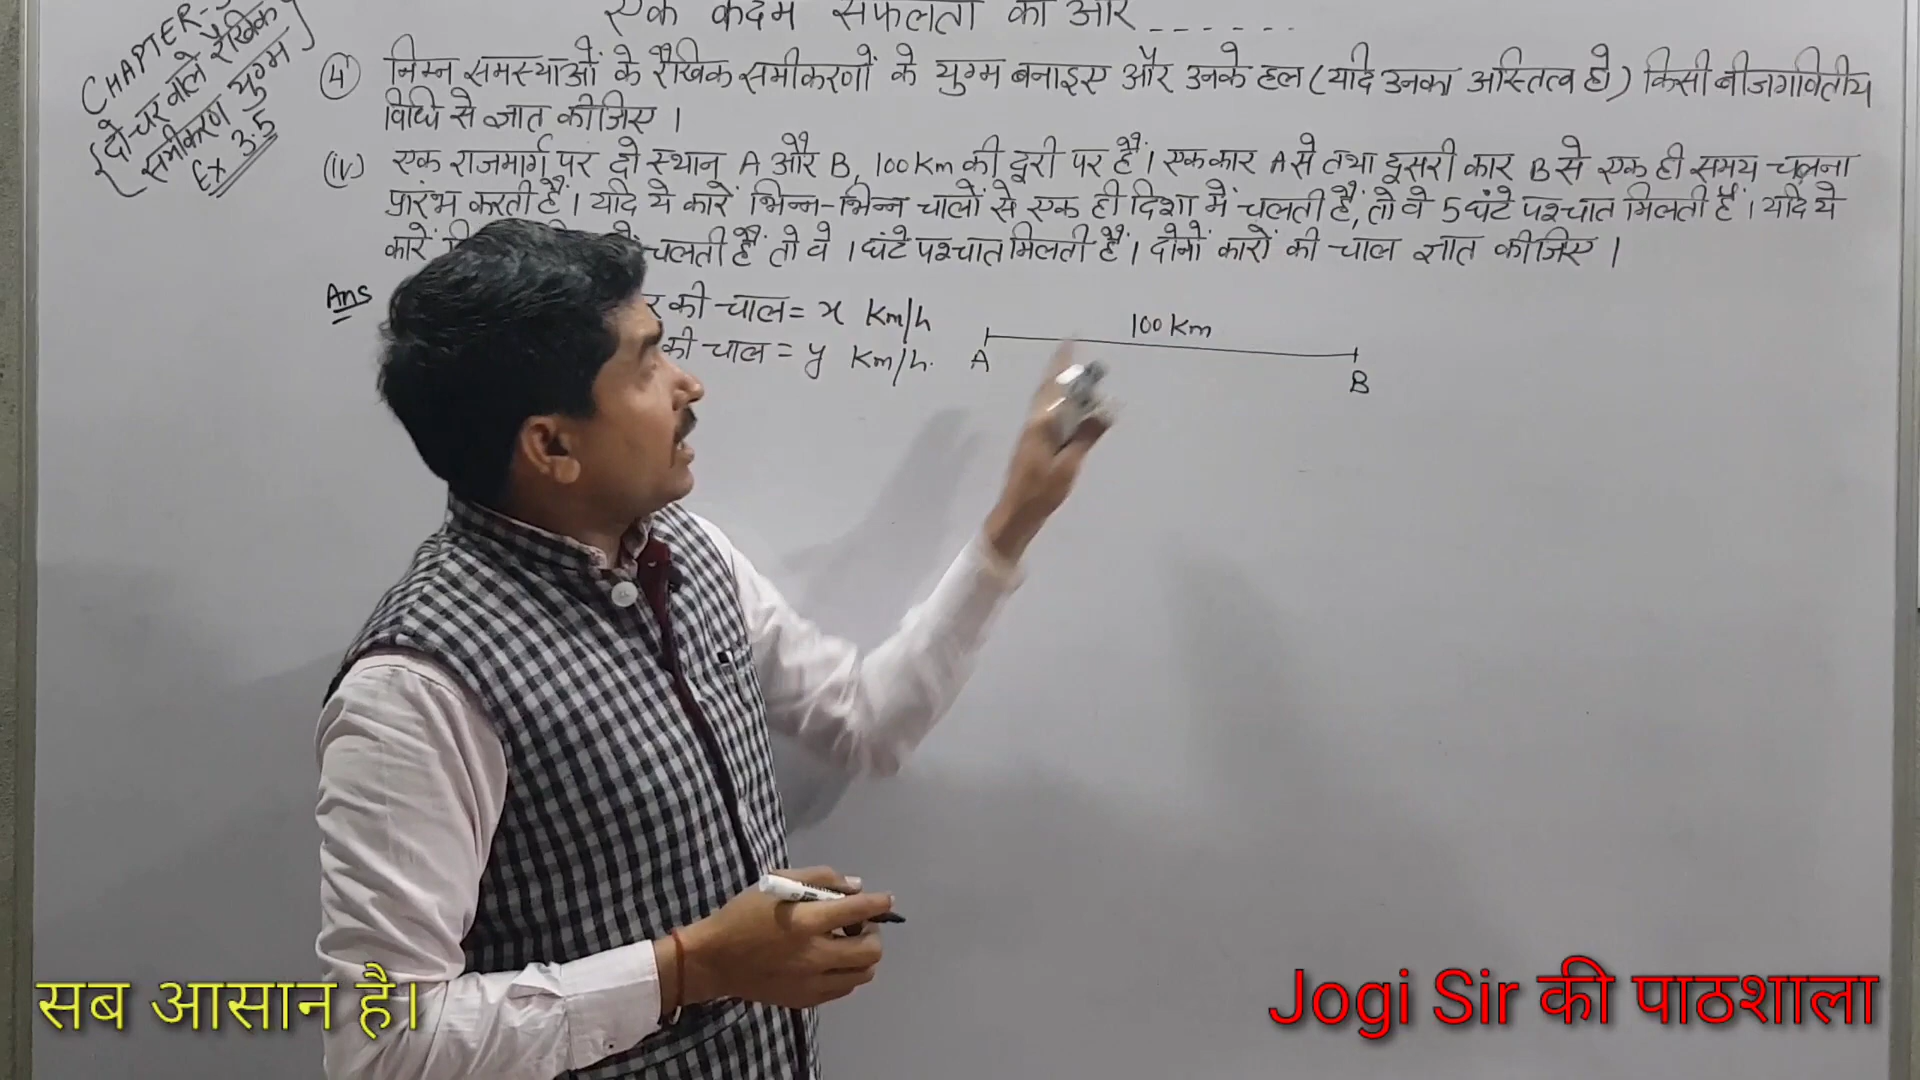 एक कदम सफलता की ओर ------
CHAPTER-
{दो चर वाले रैखिक
समीकरण युग्म}
Ex 3.5
④ निम्न समस्याओं के रैखिक समीकरणों के युग्म बनाइए और उनके हल (यदि उनका अस्तित्व हो) किसी बीजगणितीय
विधि से ज्ञात कीजिए।
(iv) एक राजमार्ग पर दो स्थान A और B, 100 Km की दूरी पर हैं। एक कार A से तथा दूसरी कार B से एक ही समय चलना
प्रारंभ करती हैं। यदि ये कारें भिन्न-भिन्न चालों से एक ही दिशा में चलती हैं, तो वे 5 घंटे पश्चात मिलती हैं। यदि ये
कारें चलती हैं तो वे 1 घंटे पश्चात मिलती हैं। दोनों कारों की चाल ज्ञात कीजिए।
Ans की चाल = x Km/h
की चाल = y Km/h.
100 Km
A B
सब आसान है।
Jogi Sir की पाठशाला